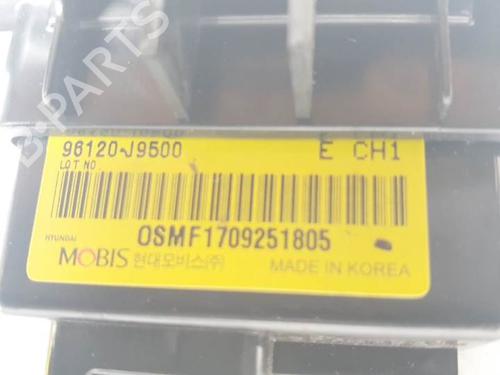 B-PARTS
96120-J9500 E CH1
LOT NO
OSMF1709251805
HYUNDAI
MOBIS 현대모비스(주) MADE IN KOREA